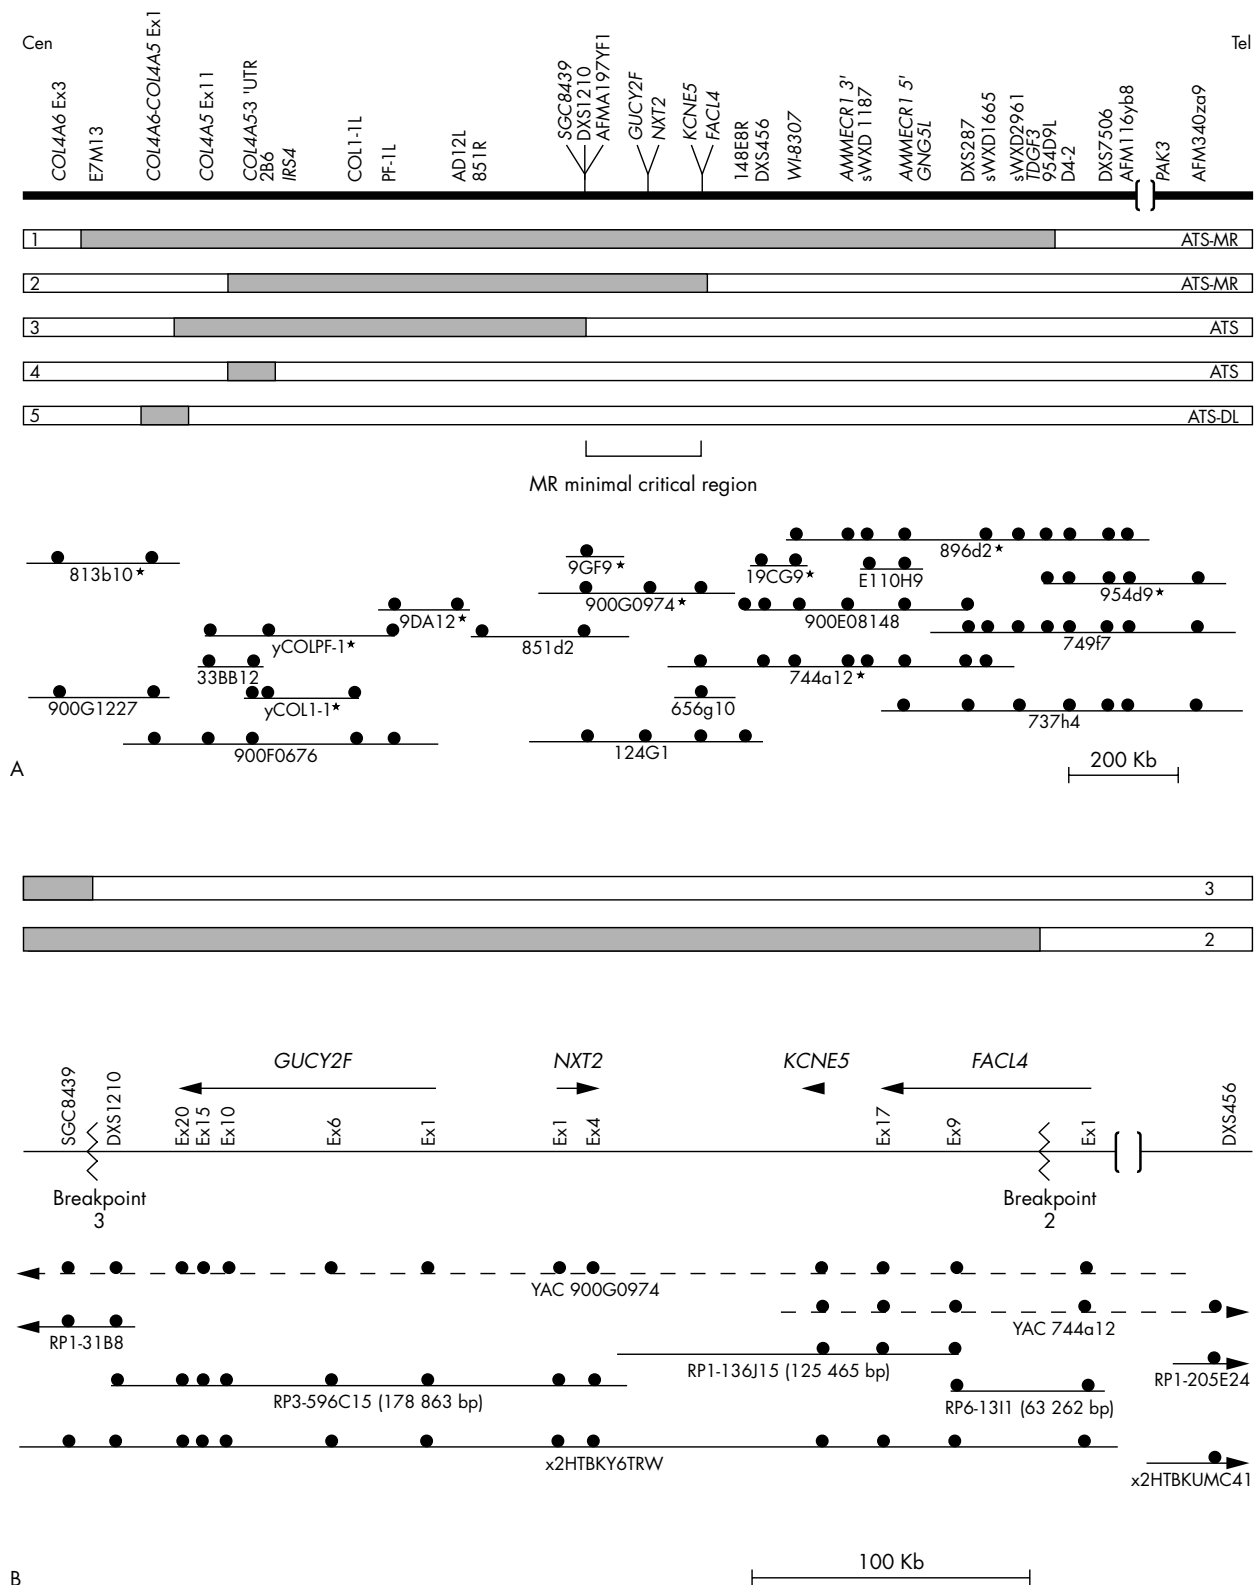 Cen
Tel
COL4A6 Ex3
E7M13
COL4A6-COL4A5 Ex1
COL4A5 Ex11
COL4A5-3 'UTR
2B6
IRS4
COL1-1L
PF-1L
AD12L
851R
SGC8439
DXS1210
AFMA197YF1
GUCY2F
NXT2
KCNE5
FACL4
148E8R
DXS456
WI-8307
AMMECR1 3'
sWXD 1187
AMMECR1 5'
GNG5L
DXS287
sWXD1665
sWXD2961
TDGF3
954D9L
D4-2
DXS7506
AFM116yb8
PAK3
AFM340za9
1 ATS-MR
2 ATS-MR
3 ATS
4 ATS
5 ATS-DL
MR minimal critical region
896d2★
813b10★
9GF9★
19CG9★
E110H9
954d9★
900G0974★
9DA12★
900E08148
yCOLPF-1★
851d2
749f7
33BB12
744a12★
900G1227
yCOL1-1★
656g10
737h4
900F0676
124G1
A
200 Kb
3
2
GUCY2F
NXT2
KCNE5
FACL4
SGC8439
DXS1210
Ex20
Ex15
Ex10
Ex6
Ex1
Ex1
Ex4
Ex17
Ex9
Ex1
DXS456
Breakpoint
3
Breakpoint
2
YAC 900G0974
YAC 744a12
RP1-31B8
RP1-136J15 (125 465 bp)
RP1-205E24
RP3-596C15 (178 863 bp)
RP6-13I1 (63 262 bp)
x2HTBKY6TRW
x2HTBKUMC41
100 Kb
B